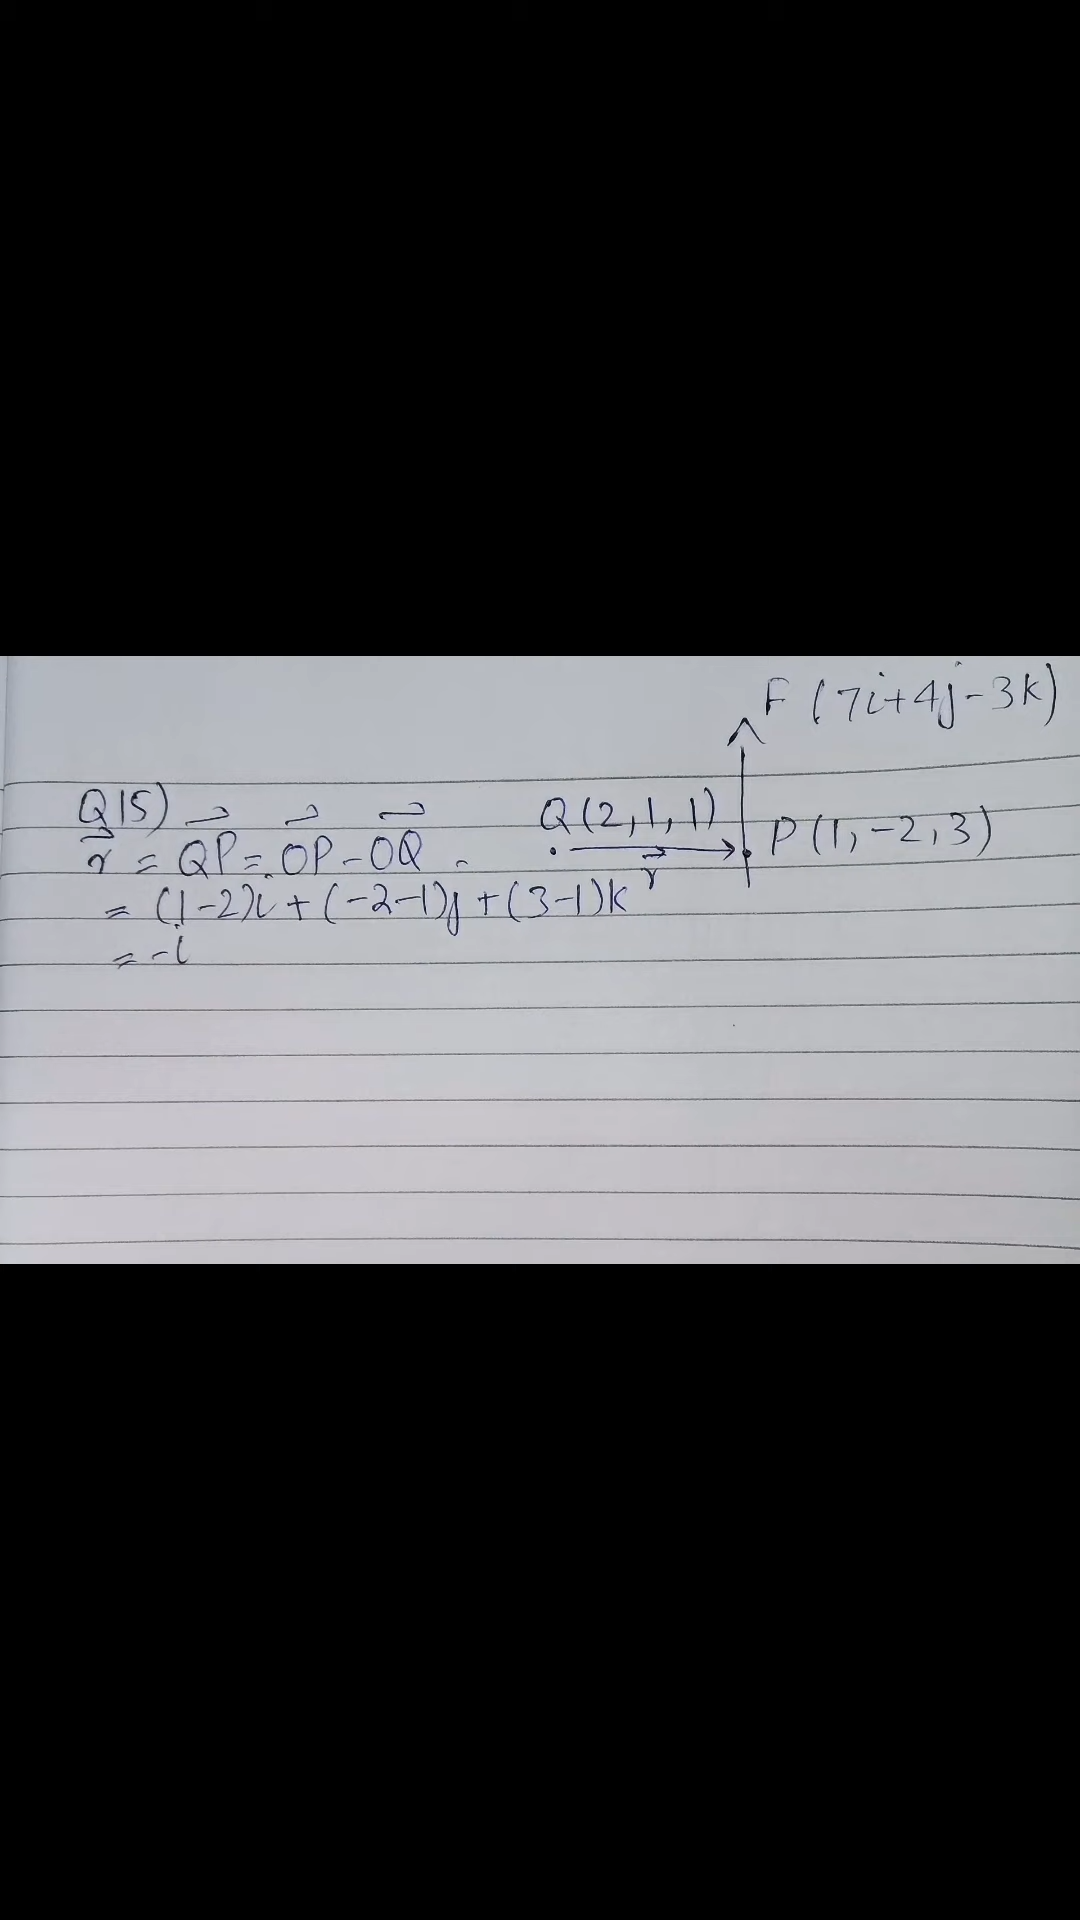 F (7i+4j-3k)
Q15)
Q(2,1,1)
P(1,-2,3)
r⃗ = QP⃗ = OP⃗ - OQ⃗
r⃗
= (1-2)i + (-2-1)j + (3-1)k
= -i